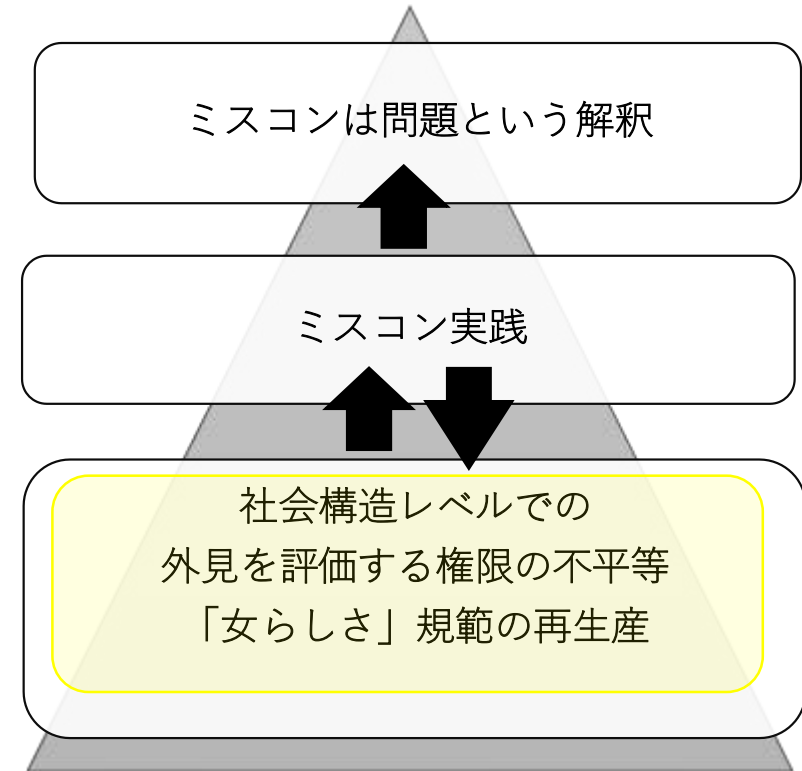 ミスコンは問題という解釈
ミスコン実践
社会構造レベルでの
外見を評価する権限の不平等
「女らしさ」規範の再生産